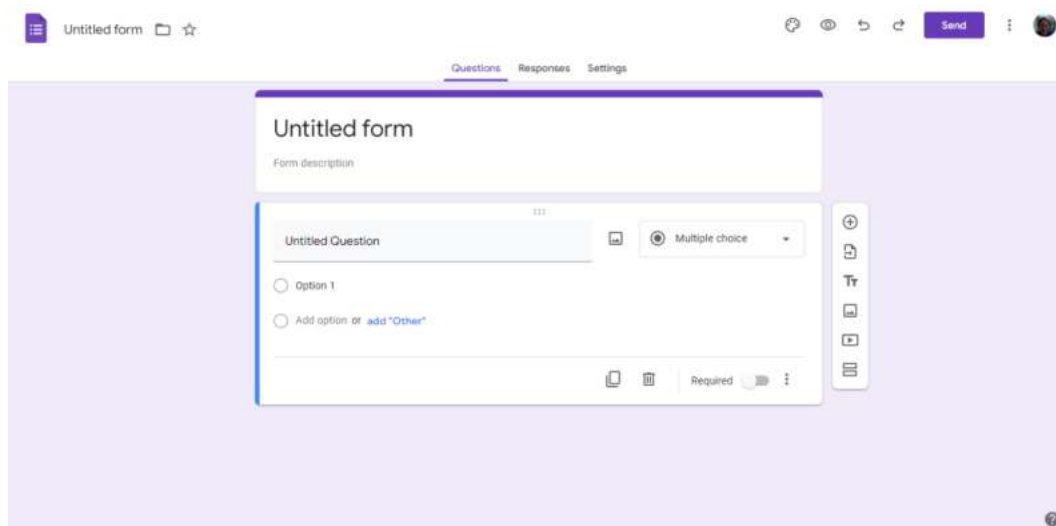 Untitled form
Send
Questions Responses Settings
Untitled form
Form description
Untitled Question
Multiple choice
Option 1
Add option or add "Other"
Required